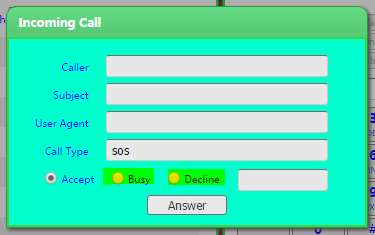 Incoming Call
Caller
Subject
User Agent
Call Type sos
Accept Busy Decline
Answer